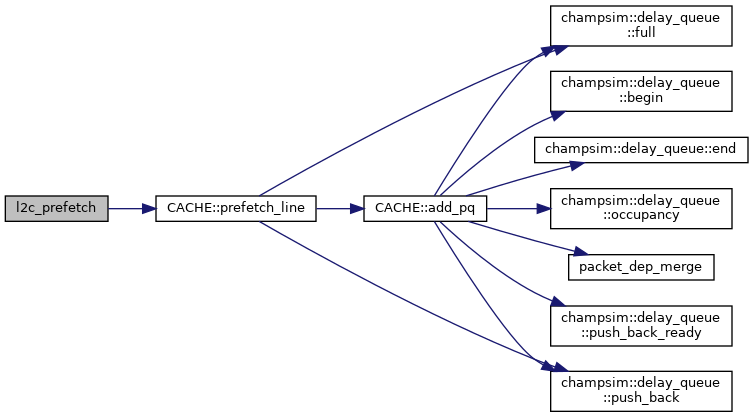 l2c_prefetch
CACHE::prefetch_line
CACHE::add_pq
champsim::delay_queue
::full
champsim::delay_queue
::begin
champsim::delay_queue::end
champsim::delay_queue
::occupancy
packet_dep_merge
champsim::delay_queue
::push_back_ready
champsim::delay_queue
::push_back